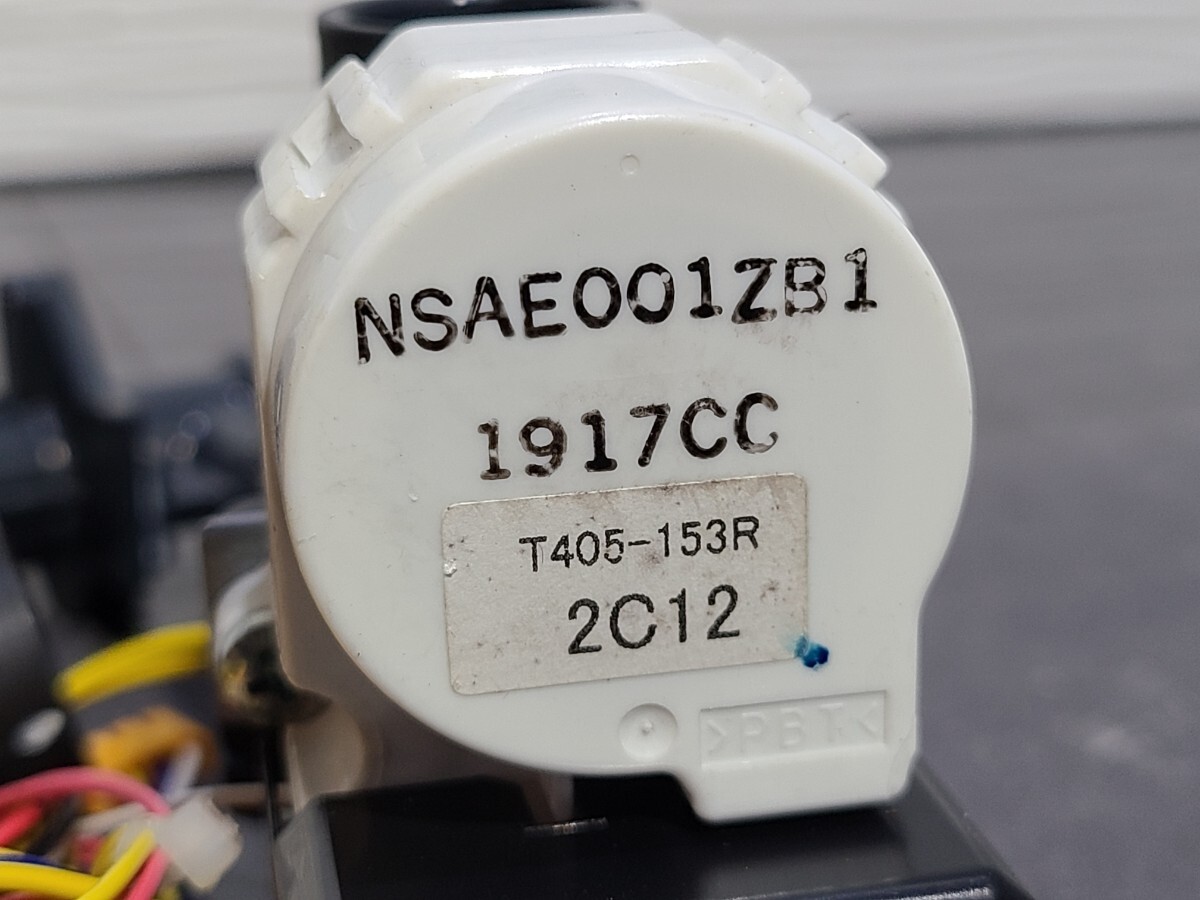 NSAE001ZB1
1917CC
T405-153R
2C12
>PBT<